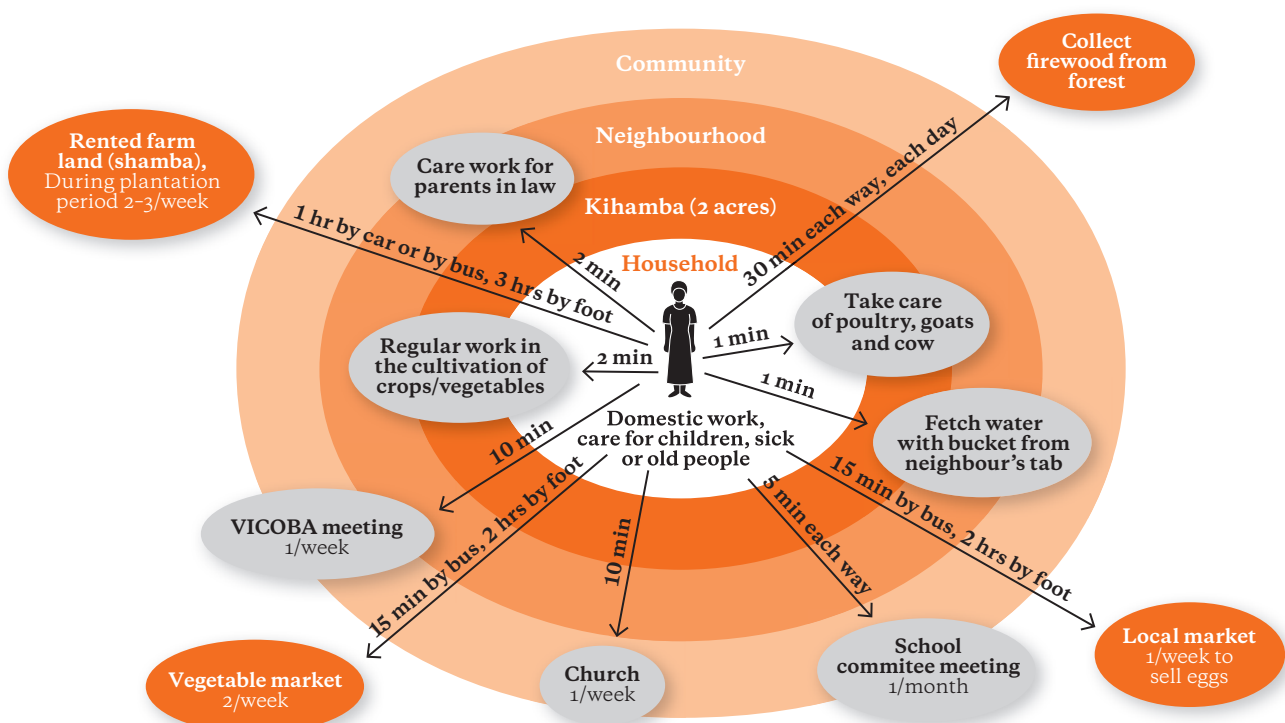 Community
Collect
firewood from
forest
Neighbourhood
Rented farm
land (shamba),
During plantation
period 2–3/week
Care work for
parents in law
Kihamba (2 acres)
30 min each way, each day
1 hr by car or by bus, 3 hrs by foot
2 min
Household
Take care
of poultry, goats
and cow
1 min
Regular work in
the cultivation of
crops/vegetables
2 min
1 min
Domestic work,
care for children, sick
or old people
Fetch water
with bucket from
neighbour's tab
10 min
VICOBA meeting
1/week
15 min by bus, 2 hrs by foot
10 min
5 min each way
15 min by bus, 2 hrs by foot
Vegetable market
2/week
Church
1/week
School
commitee meeting
1/month
Local market
1/week to
sell eggs